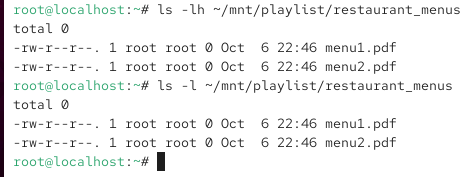 root@localhost:~# ls -lh ~/mnt/playlist/restaurant_menus
total 0
-rw-r--r--. 1 root root 0 Oct  6 22:46 menu1.pdf
-rw-r--r--. 1 root root 0 Oct  6 22:46 menu2.pdf
root@localhost:~# ls -l ~/mnt/playlist/restaurant_menus
total 0
-rw-r--r--. 1 root root 0 Oct  6 22:46 menu1.pdf
-rw-r--r--. 1 root root 0 Oct  6 22:46 menu2.pdf
root@localhost:~#